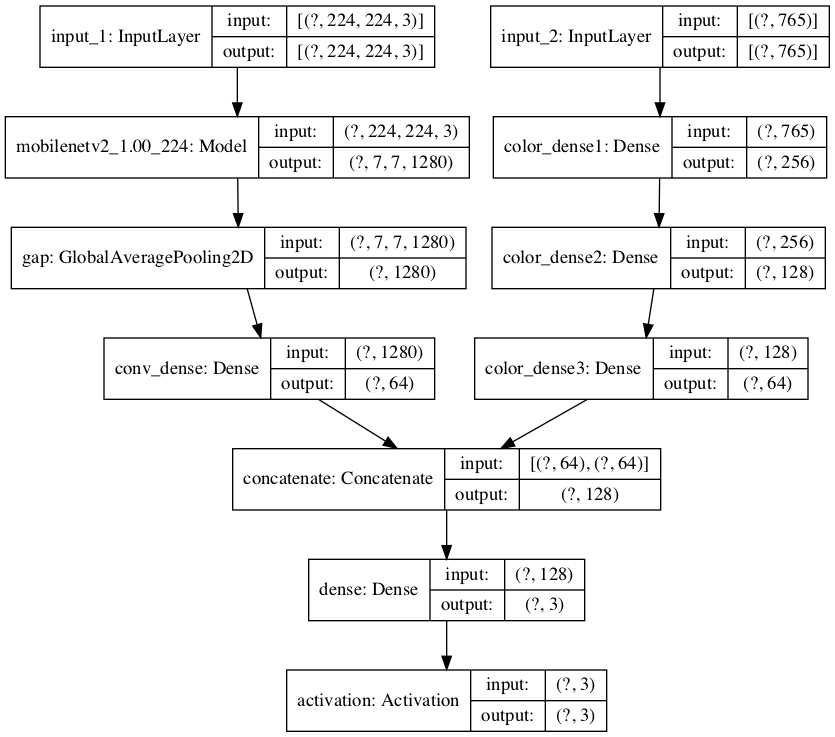 input_1: InputLayer
input: [(?, 224, 224, 3)]
output: [(?, 224, 224, 3)]
input_2: InputLayer
input: [(?, 765)]
output: [(?, 765)]
mobilenetv2_1.00_224: Model
input: (?, 224, 224, 3)
output: (?, 7, 7, 1280)
color_dense1: Dense
input: (?, 765)
output: (?, 256)
gap: GlobalAveragePooling2D
input: (?, 7, 7, 1280)
output: (?, 1280)
color_dense2: Dense
input: (?, 256)
output: (?, 128)
conv_dense: Dense
input: (?, 1280)
output: (?, 64)
color_dense3: Dense
input: (?, 128)
output: (?, 64)
concatenate: Concatenate
input: [(?, 64), (?, 64)]
output: (?, 128)
dense: Dense
input: (?, 128)
output: (?, 3)
activation: Activation
input: (?, 3)
output: (?, 3)